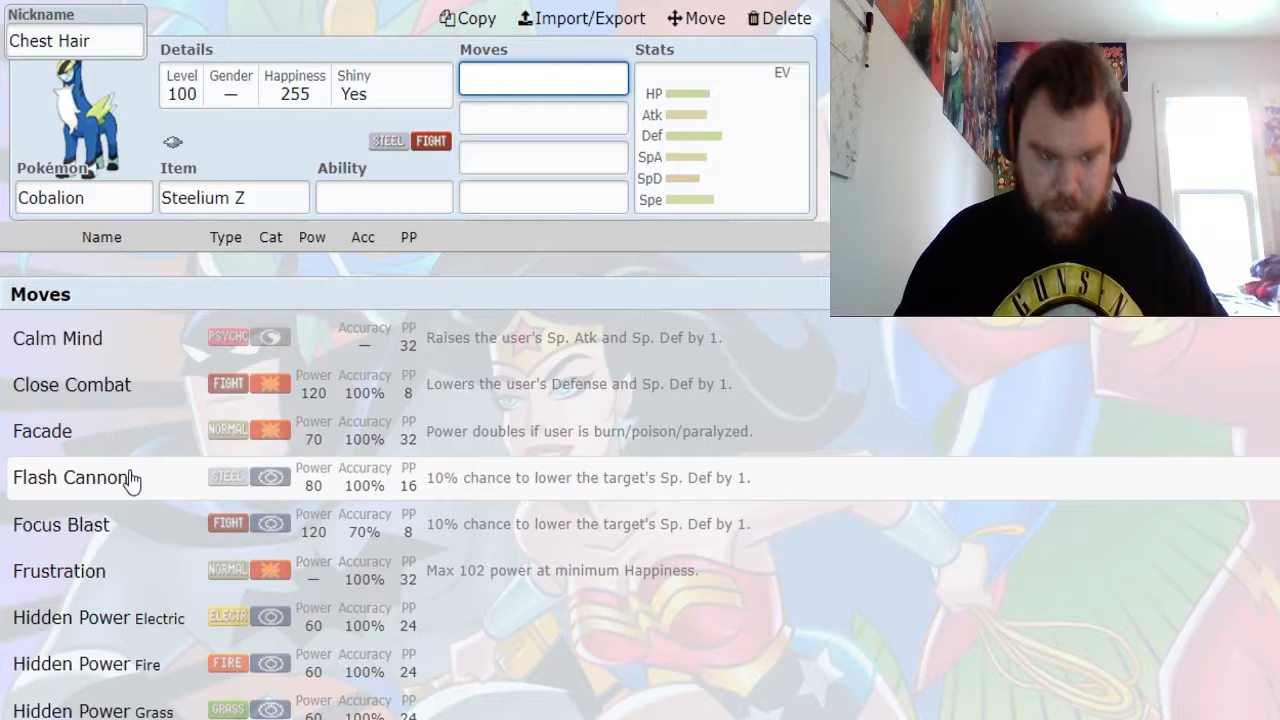 Nickname
Chest Hair
Copy Import/Export Move Delete
Details
Moves
Stats
Level Gender Happiness Shiny
100 — 255 Yes
EV
HP
Atk
Def
SpA
SpD
Spe
STEEL FIGHT
Pokémon Item Ability
Cobalion Steelium Z
Name Type Cat Pow Acc PP
Moves
Calm Mind PSYCHC Accuracy — PP 32 Raises the user's Sp. Atk and Sp. Def by 1.
Close Combat FIGHT Power 120 Accuracy 100% PP 8 Lowers the user's Defense and Sp. Def by 1.
Facade NORMAL Power 70 Accuracy 100% PP 32 Power doubles if user is burn/poison/paralyzed.
Flash Cannon STEEL Power 80 Accuracy 100% PP 16 10% chance to lower the target's Sp. Def by 1.
Focus Blast FIGHT Power 120 Accuracy 70% PP 8 10% chance to lower the target's Sp. Def by 1.
Frustration NORMAL Power — Accuracy 100% PP 32 Max 102 power at minimum Happiness.
Hidden Power Electric ELECTR Power 60 Accuracy 100% PP 24
Hidden Power Fire FIRE Power 60 Accuracy 100% PP 24
Hidden Power Grass GRASS Power 60 Accuracy 100% PP 24
GUNS N